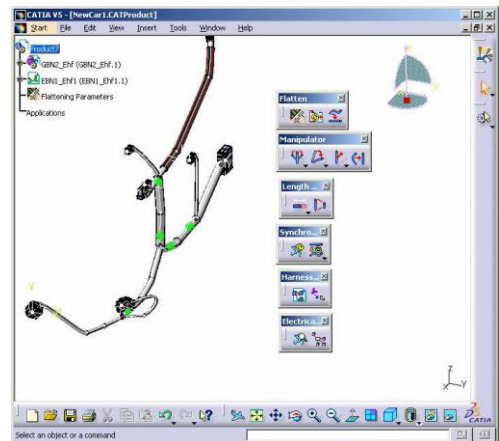 CATIA V5 - [NewCar1.CATProduct]
Start File Edit View Insert Tools Window Help
Product7
GBN2_Ehf (GBN2_Ehf.1)
EBN1_Ehf1 (EBN1_Ehf1.1)
Flattening Parameters
Applications
Flatten
Manipulator
Length ...
Synchro...
Harness...
Electrica...
z
x
y
CATIA
Select an object or a command